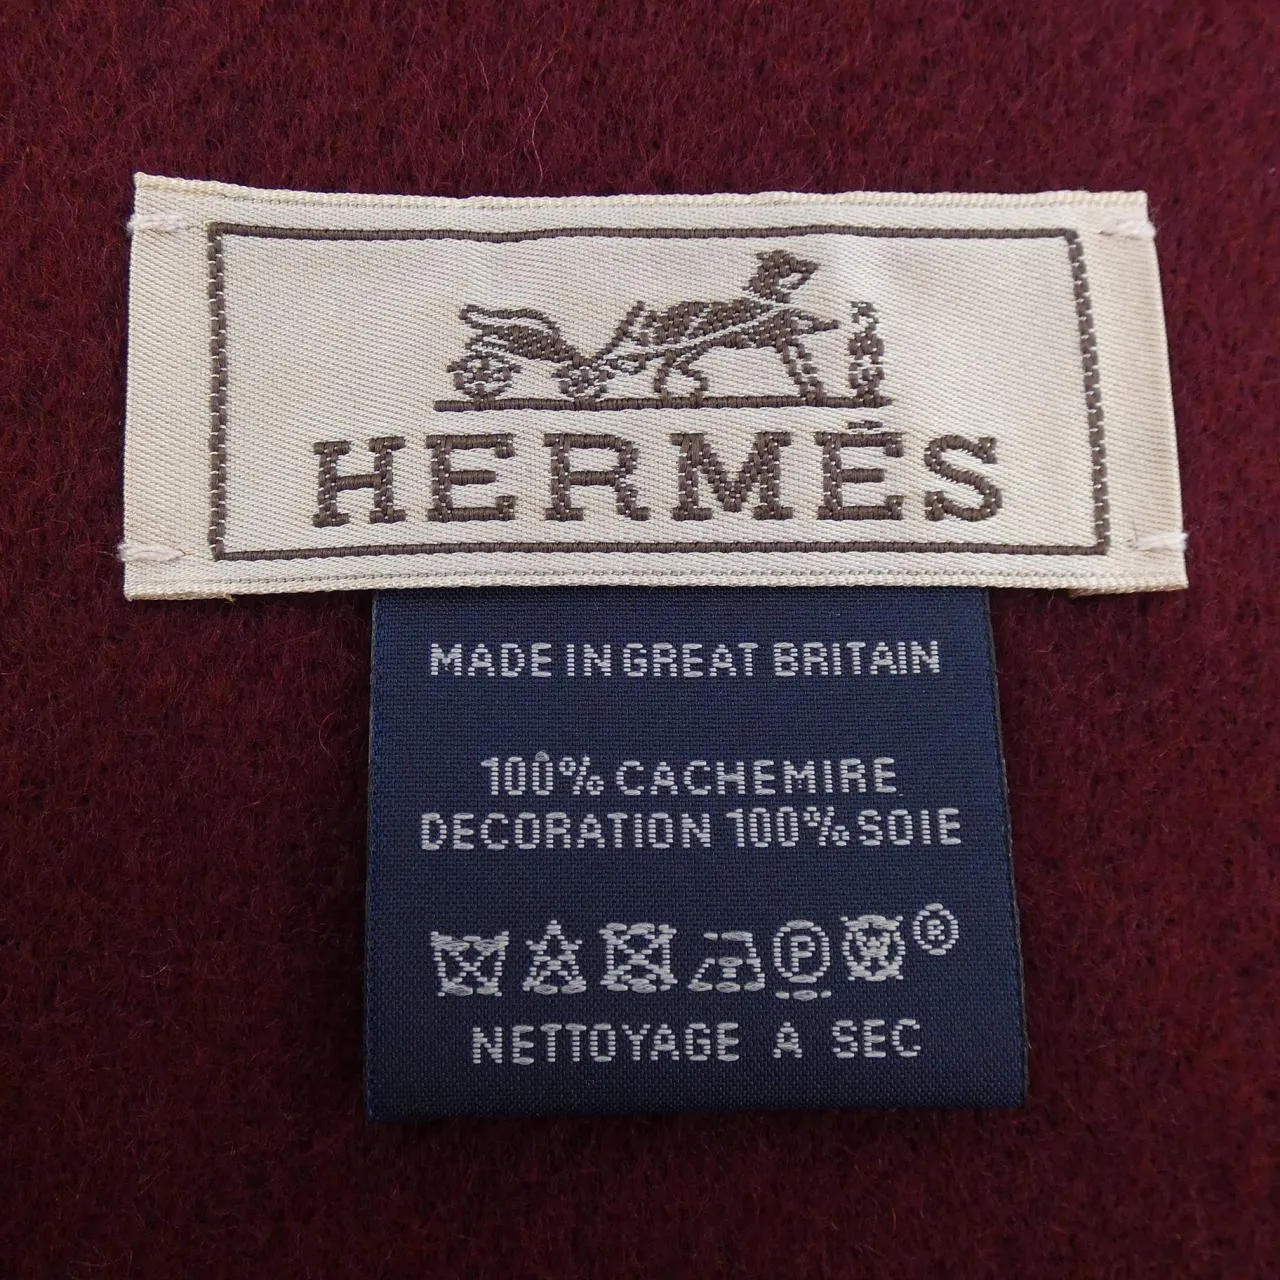 HERMÈS
MADE IN GREAT BRITAIN
100% CACHEMIRE
DECORATION 100% SOIE
P W ®
NETTOYAGE A SEC